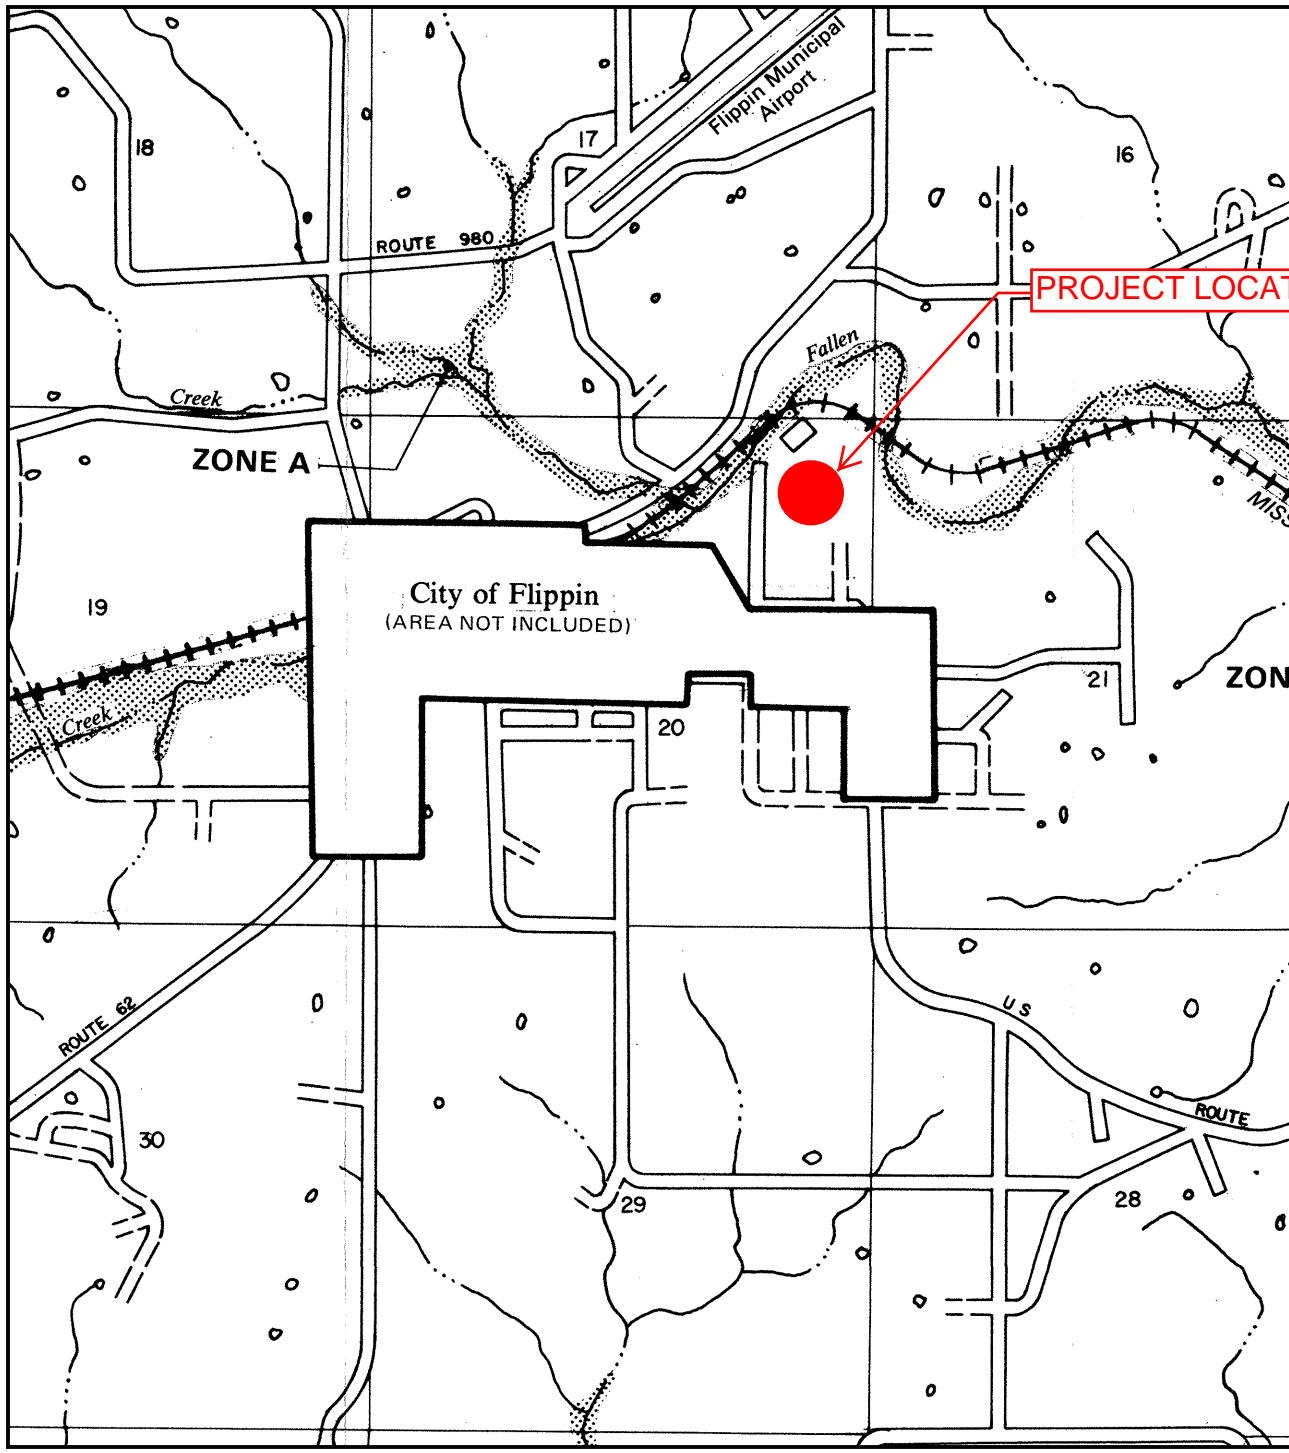 Flippin Municipal
Airport
18
17
16
ROUTE 980
PROJECT LOCAT
Fallen
Creek
ZONE A
MISS
City of Flippin
(AREA NOT INCLUDED)
19
21
ZON
Creek
20
ROUTE 62
US
ROUTE
30
29
28